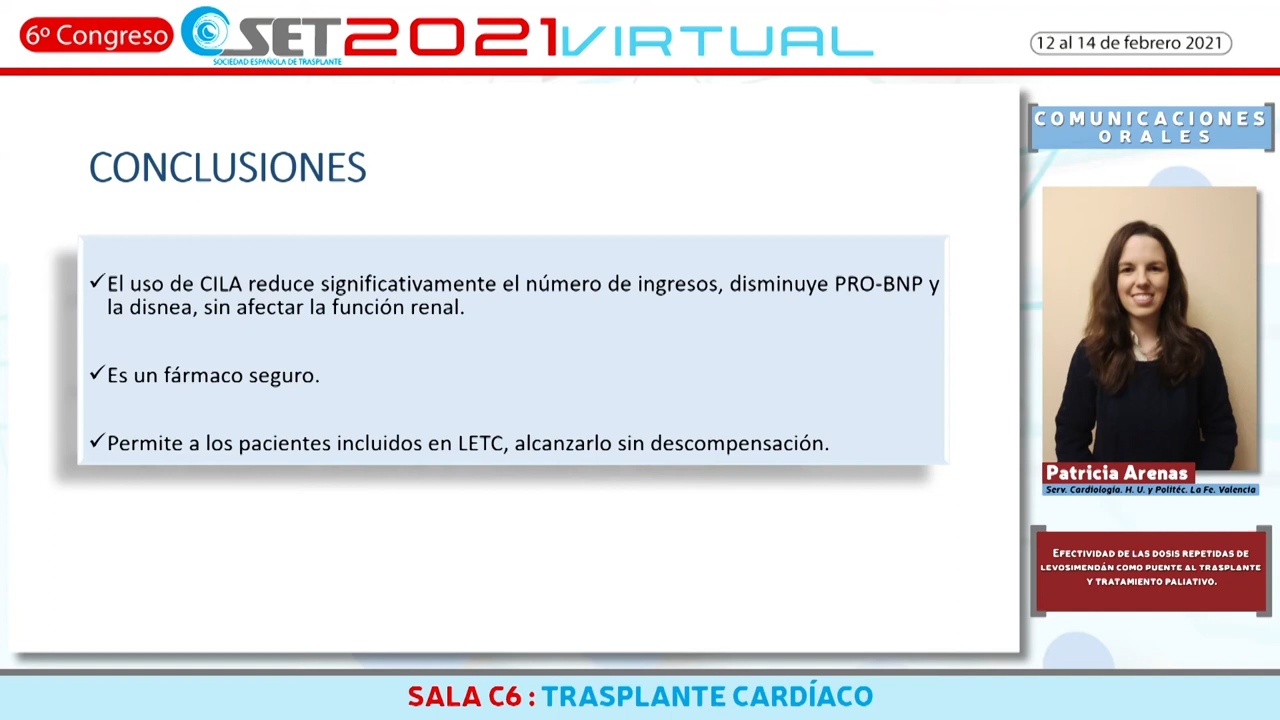 6º Congreso SET 2021 VIRTUAL
SOCIEDAD ESPAÑOLA DE TRASPLANTE
12 al 14 de febrero 2021
COMUNICACIONES
ORALES
CONCLUSIONES
✓El uso de CILA reduce significativamente el número de ingresos, disminuye PRO-BNP y
la disnea, sin afectar la función renal.
✓Es un fármaco seguro.
✓Permite a los pacientes incluidos en LETC, alcanzarlo sin descompensación.
Patricia Arenas
Serv. Cardiología. H. U. y Politéc. La Fe. Valencia
EFECTIVIDAD DE LAS DOSIS REPETIDAS DE
LEVOSIMENDÁN COMO PUENTE AL TRASPLANTE
Y TRATAMIENTO PALIATIVO.
SALA C6 : TRASPLANTE CARDÍACO